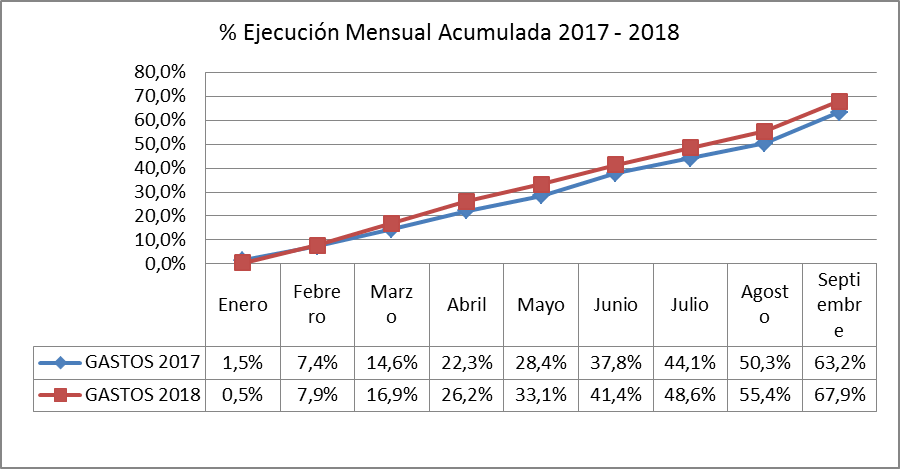 % Ejecución Mensual Acumulada 2017 - 2018
80,0%
70,0%
60,0%
50,0%
40,0%
30,0%
20,0%
10,0%
0,0%
Enero Febre Marz Abril Mayo Junio Julio Agost Septi
ro o o embr
e
GASTOS 2017 1,5% 7,4% 14,6% 22,3% 28,4% 37,8% 44,1% 50,3% 63,2%
GASTOS 2018 0,5% 7,9% 16,9% 26,2% 33,1% 41,4% 48,6% 55,4% 67,9%